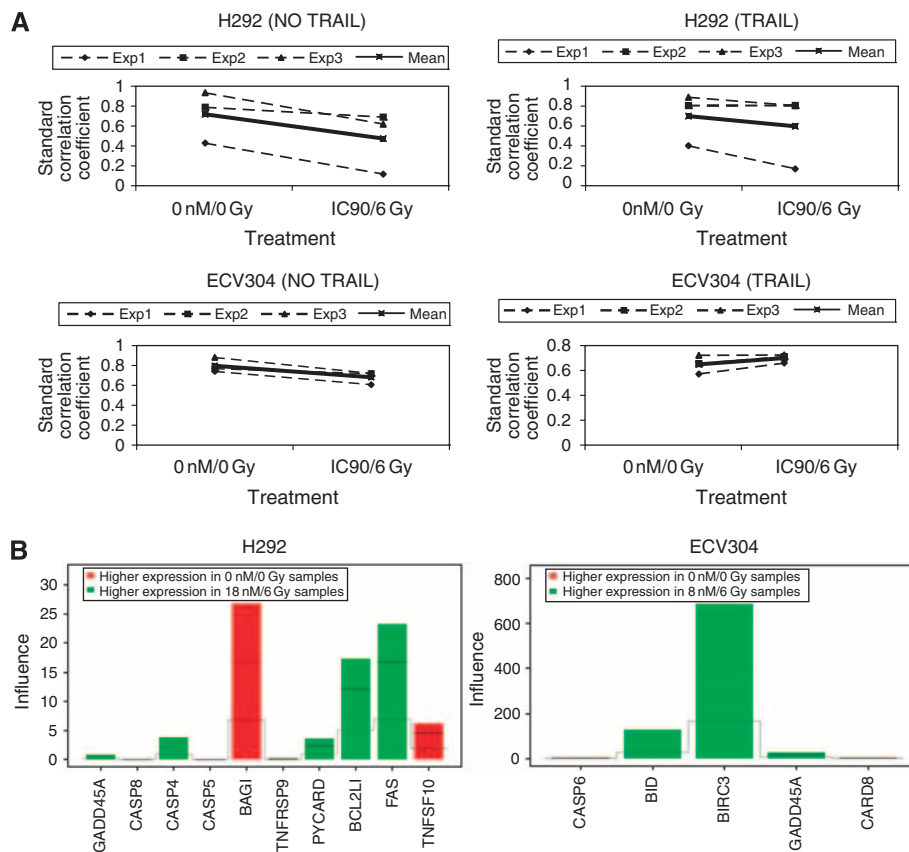 A
H292 (NO TRAIL)
Exp1 Exp2 Exp3 Mean
Standard
correlation
coefficient
1
0.8
0.6
0.4
0.2
0
0 nM/0 Gy IC90/6 Gy
Treatment
H292 (TRAIL)
Exp1 Exp2 Exp3 Mean
Standard
correlation
coefficient
1
0.8
0.6
0.4
0.2
0
0nM/0 Gy IC90/6 Gy
Treatment
ECV304 (NO TRAIL)
Exp1 Exp2 Exp3 Mean
Standard
correlation
coefficient
1
0.8
0.6
0.4
0.2
0
0 nM/0 Gy IC90/6 Gy
Treatment
ECV304 (TRAIL)
Exp1 Exp2 Exp3 Mean
Standard
correlation
coefficient
0.8
0.6
0.4
0.2
0
0 nM/0 Gy IC90/6 Gy
Treatment
B
H292
Higher expression in 0 nM/0 Gy samples
Higher expression in 18 nM/6 Gy samples
Influence
30
25
20
15
10
5
0
GADD45A
CASP8
CASP4
CASP5
BAGI
TNFRSP9
PYCARD
BCL2LI
FAS
TNFSF10
ECV304
Higher expression in 0 nM/0 Gy samples
Higher expression in 8 nM/6 Gy samples
Influence
800
600
400
200
0
CASP6
BID
BIRC3
GADD45A
CARD8